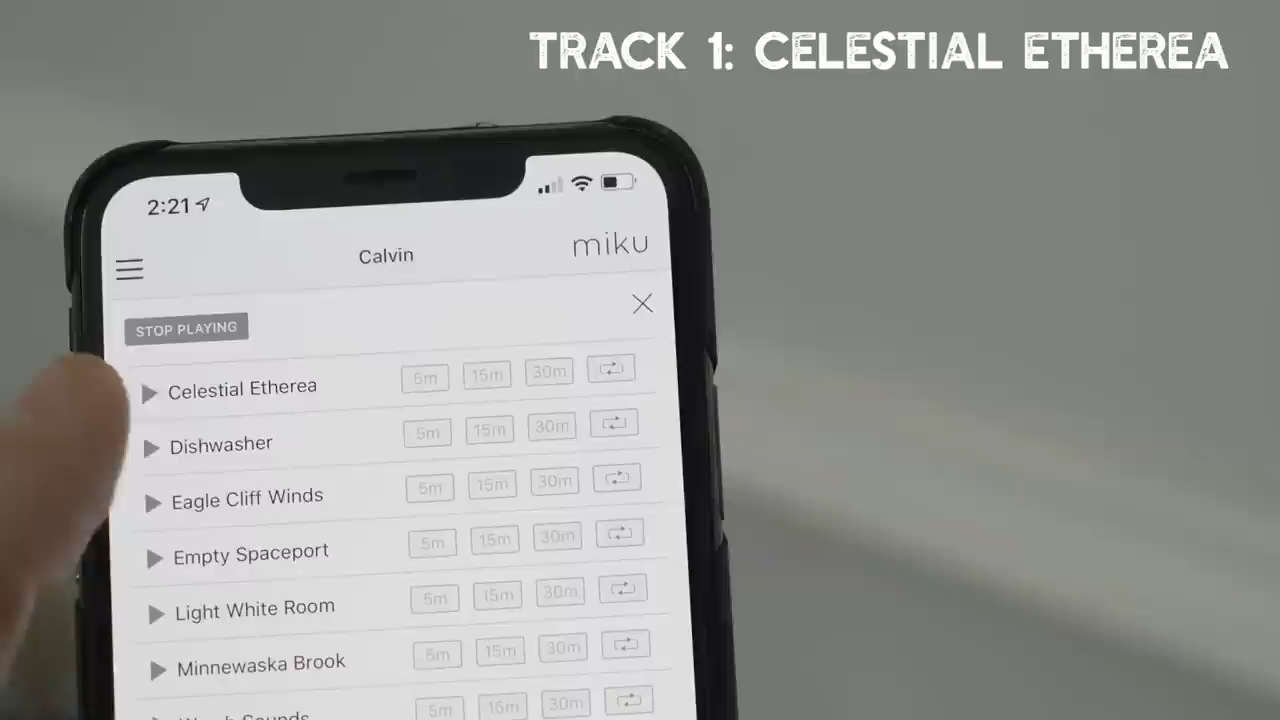 TRACK 1: CELESTIAL ETHEREA
2:21
Calvin
miku
STOP PLAYING
Celestial Etherea 5m 15m 30m
Dishwasher 5m 15m 30m
Eagle Cliff Winds 5m 15m 30m
Empty Spaceport 5m 15m 30m
Light White Room 5m 15m 30m
Minnewaska Brook 5m 15m 30m
Sounds 5m 15m 30m